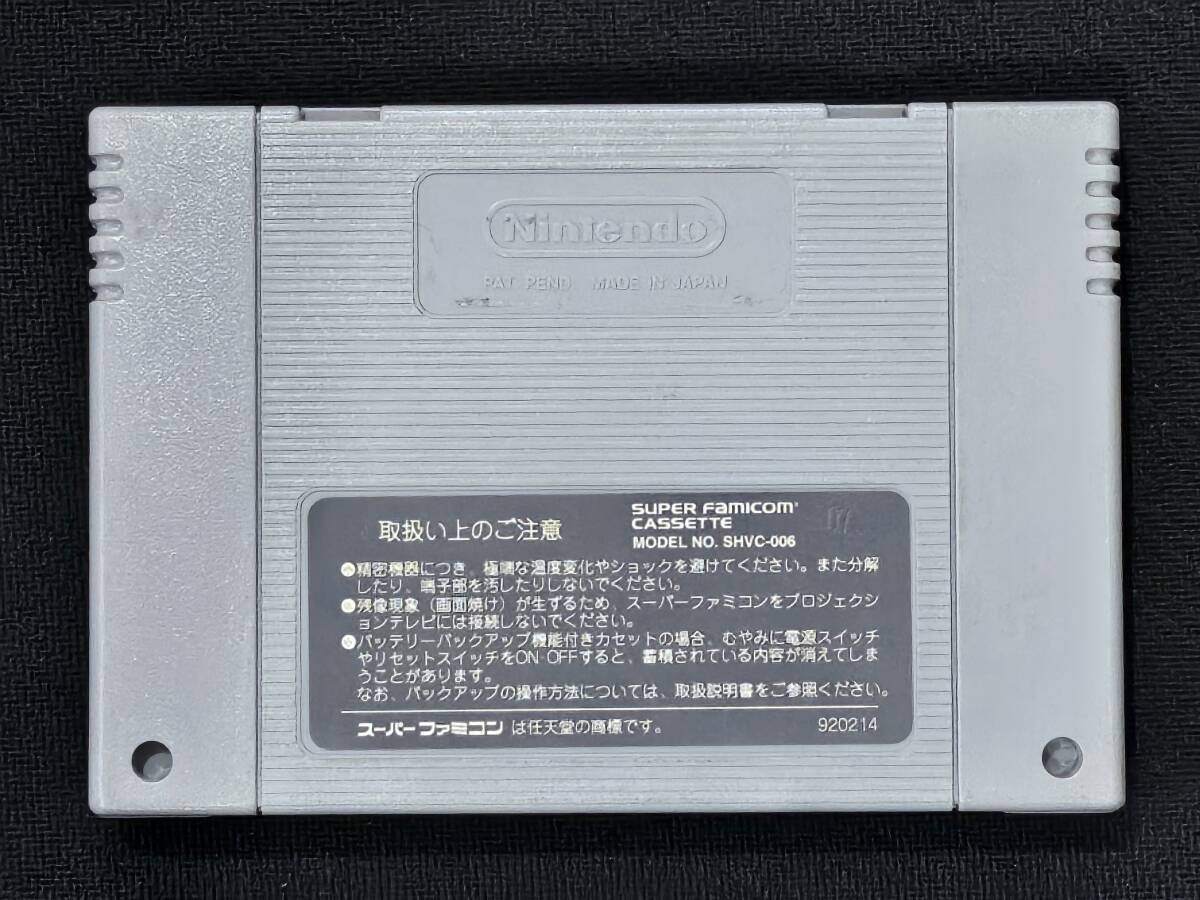 Nintendo
PAT. PEND. MADE IN JAPAN
取扱い上のご注意
SUPER Famicom
CASSETTE
MODEL NO. SHVC-006
●精密機器につき、極端な温度変化やショックを避けてください。また分解
したり、端子部を汚したりしないでください。
●残像現象（画面焼け）が生ずるため、スーパーファミコンをプロジェクシ
ョンテレビには接続しないでください。
●バッテリーバックアップ機能付きカセットの場合、むやみに電源スイッチ
やリセットスイッチをON・OFFすると、蓄積されている内容が消えてしま
うことがあります。
なお、バックアップの操作方法については、取扱説明書をご参照ください。
スーパーファミコンは任天堂の商標です。
920214